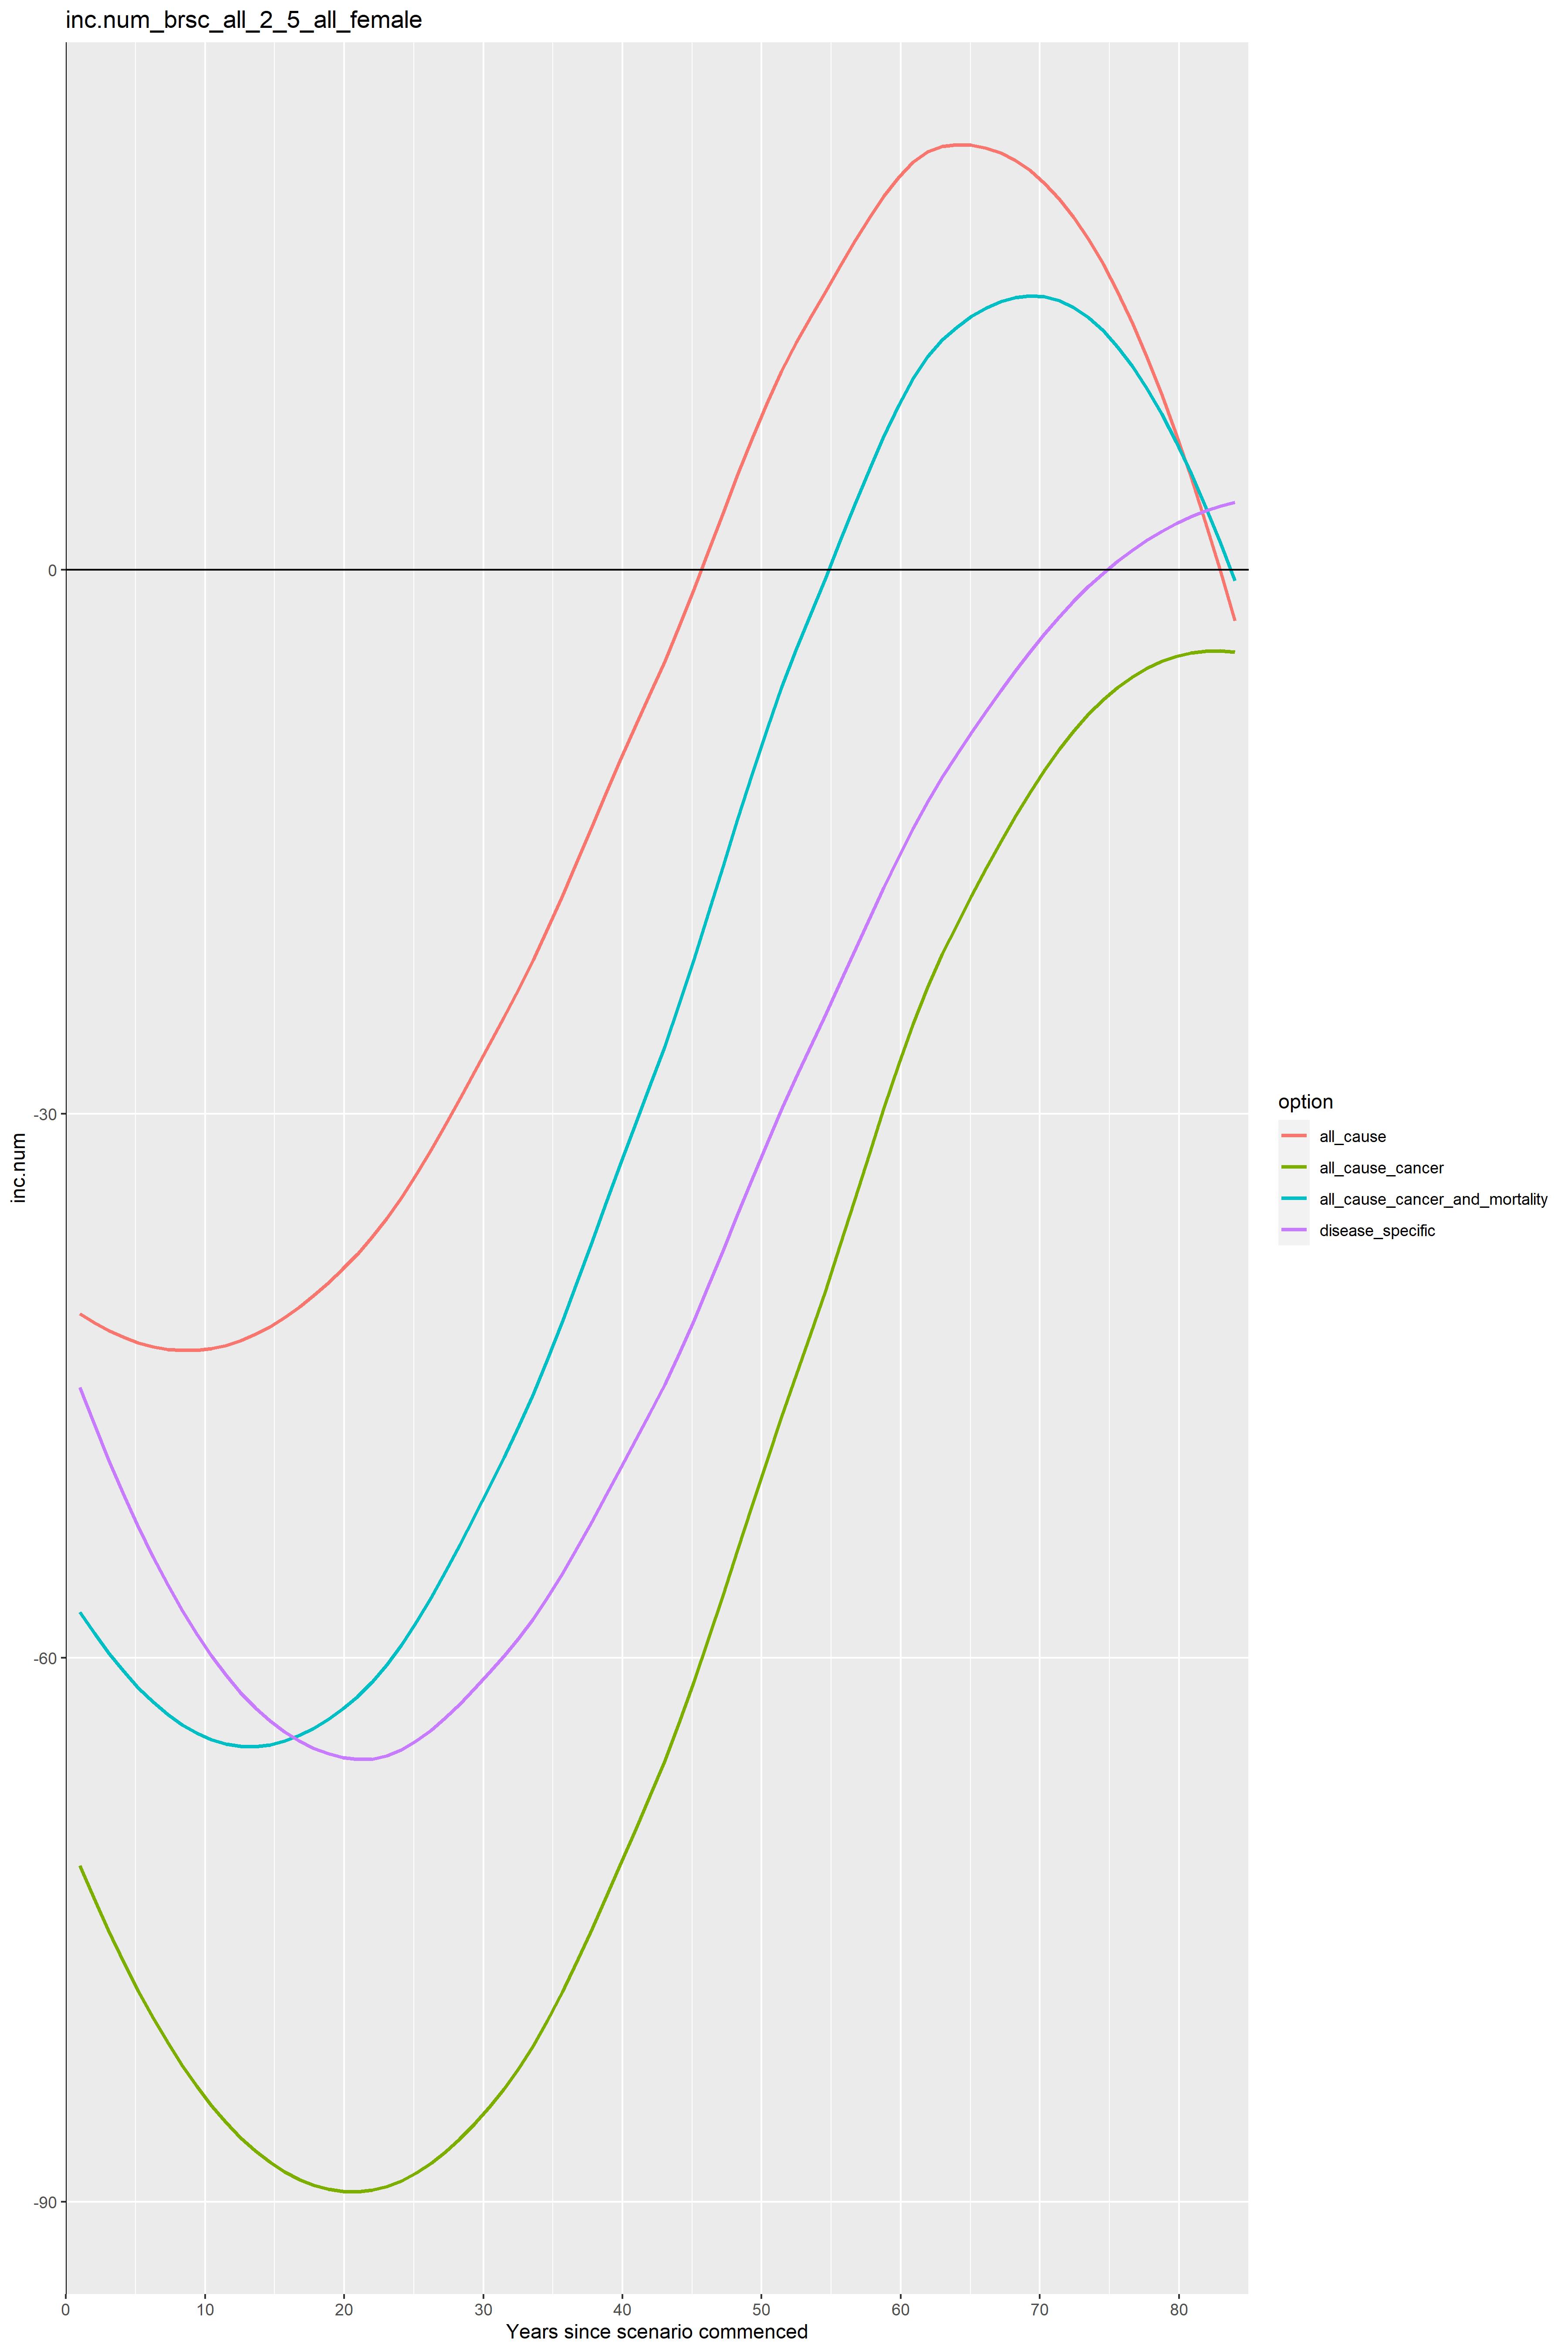 inc.num_brsc_all_2_5_all_female
0
-30
-60
-90
inc.num
0 10 20 30 40 50 60 70 80
Years since scenario commenced
option
all_cause
all_cause_cancer
all_cause_cancer_and_mortality
disease_specific